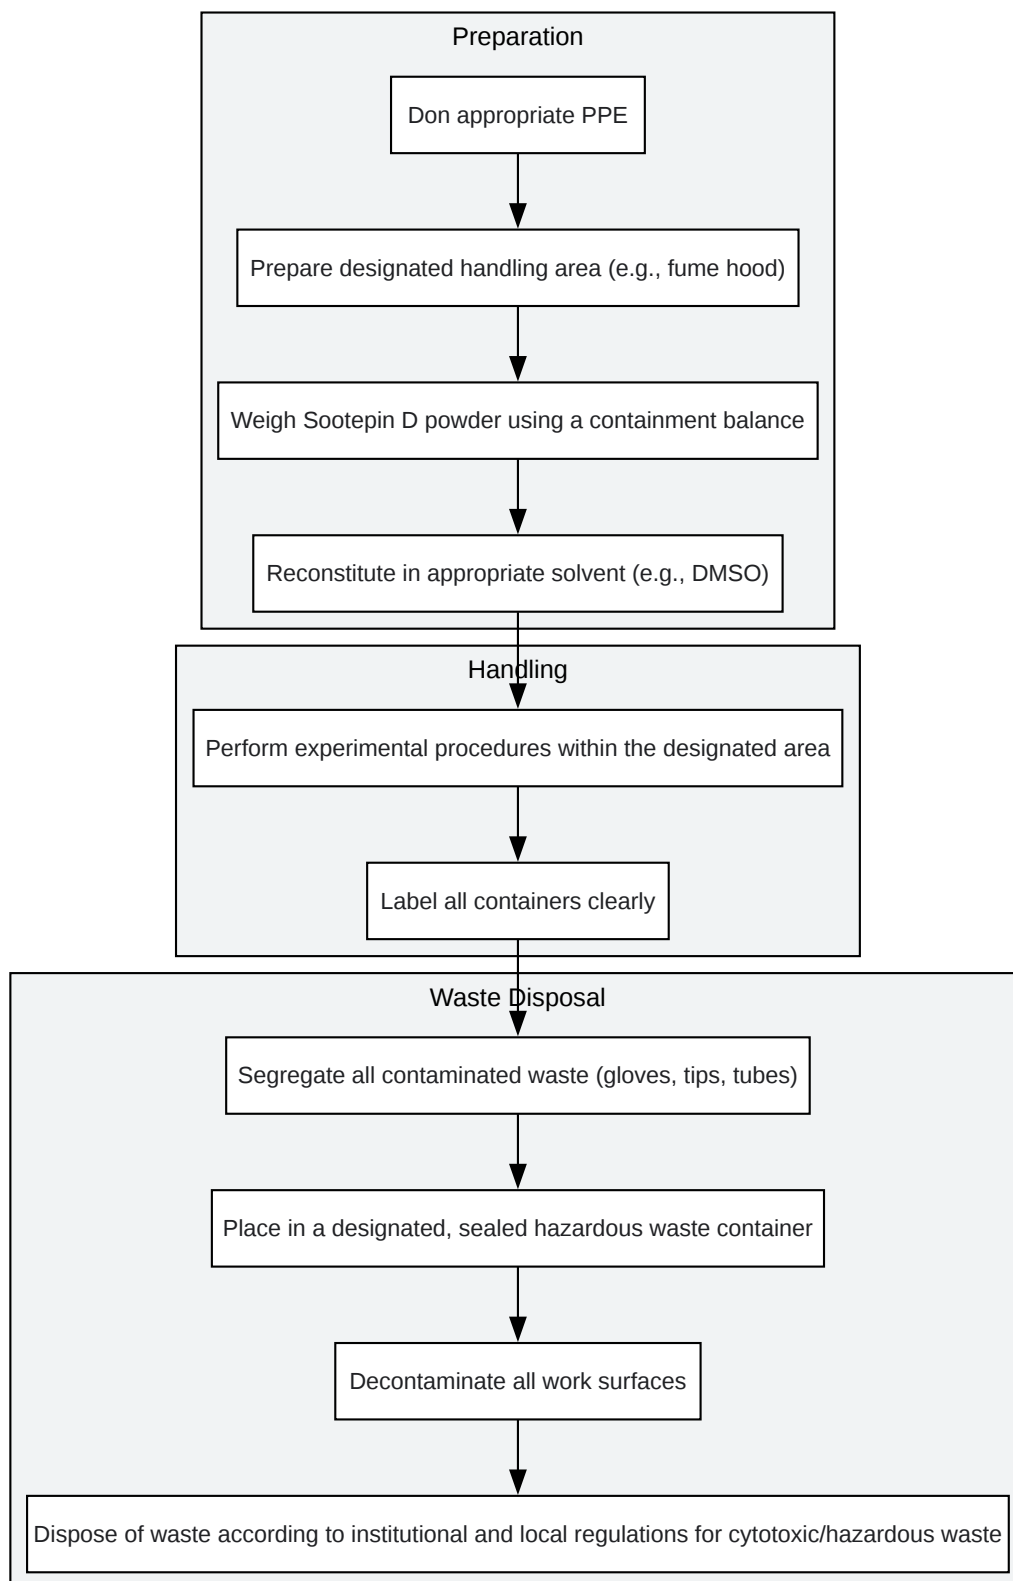 Preparation
Don appropriate PPE
Prepare designated handling area (e.g., fume hood)
Weigh Sootepin D powder using a containment balance
Reconstitute in appropriate solvent (e.g., DMSO)
Handling
Perform experimental procedures within the designated area
Label all containers clearly
Waste Disposal
Segregate all contaminated waste (gloves, tips, tubes)
Place in a designated, sealed hazardous waste container
Decontaminate all work surfaces
Dispose of waste according to institutional and local regulations for cytotoxic/hazardous waste